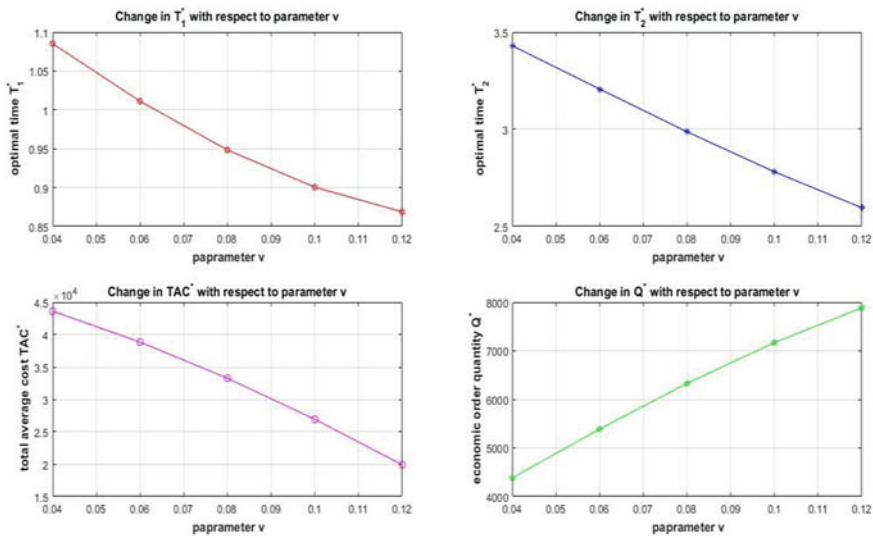 Change in T₁* with respect to parameter v
1.1
1.05
1
0.95
0.9
0.85
optimal time T₁*
0.04 0.05 0.06 0.07 0.08 0.09 0.1 0.11 0.12
paprameter v
Change in T₂* with respect to parameter v
3.5
3
2.5
optimal time T₂*
0.04 0.05 0.06 0.07 0.08 0.09 0.1 0.11 0.12
paprameter v
×10⁴
Change in TAC* with respect to parameter v
4.5
4
3.5
3
2.5
2
1.5
total average cost TAC*
0.04 0.05 0.06 0.07 0.08 0.09 0.1 0.11 0.12
paprameter v
Change in Q* with respect to parameter v
8000
7000
6000
5000
4000
economic order quantity Q*
0.04 0.05 0.06 0.07 0.08 0.09 0.1 0.11 0.12
paprameter v